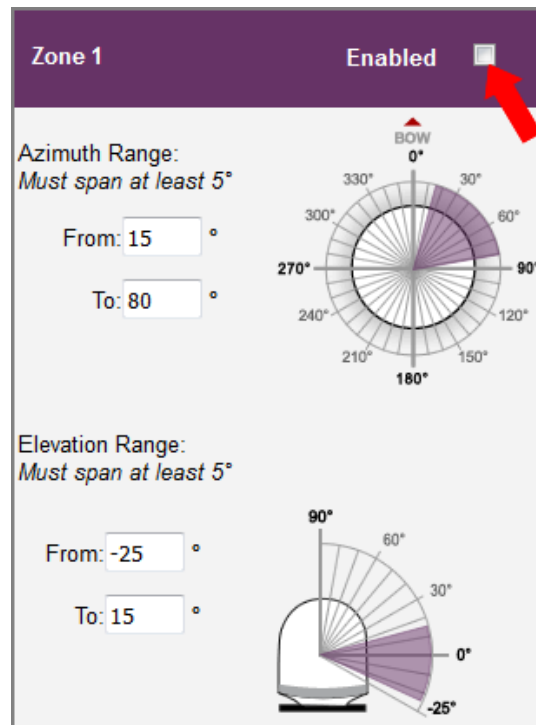 Zone 1 Enabled
Azimuth Range:
Must span at least 5°
From: 15 °
To: 80 °
BOW
0°
30°
60°
90°
120°
150°
180°
210°
240°
270°
300°
330°
Elevation Range:
Must span at least 5°
From: -25 °
To: 15 °
90°
60°
30°
0°
-25°